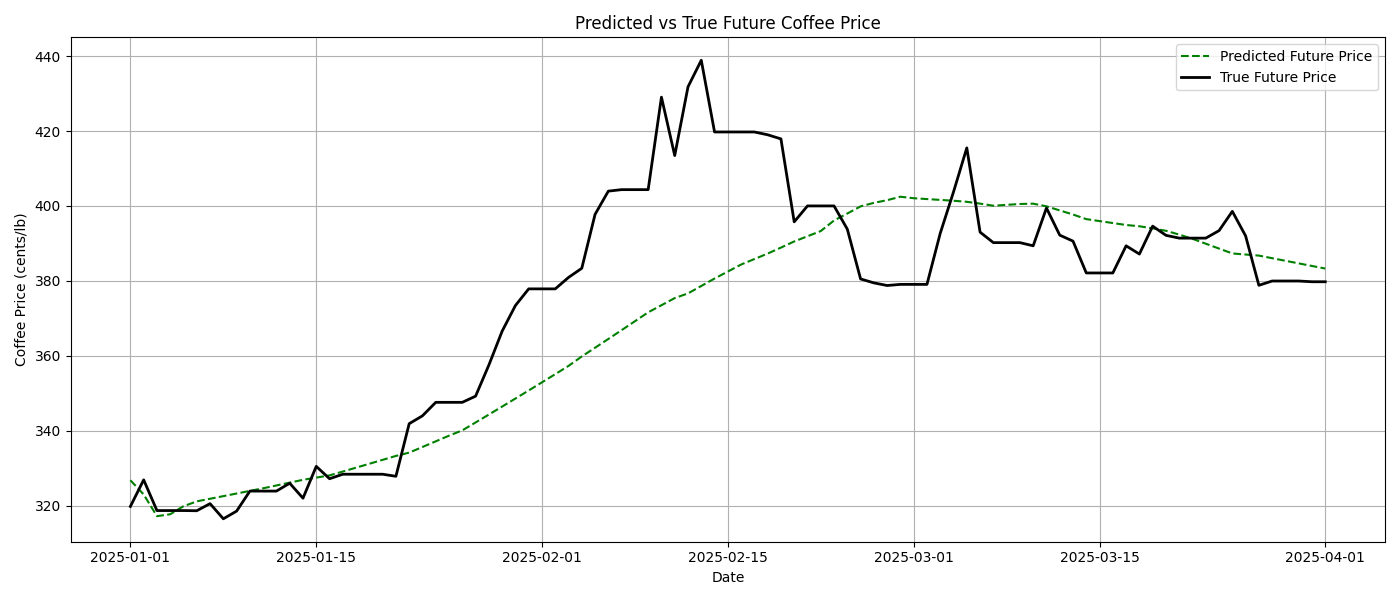 Predicted vs True Future Coffee Price
Predicted Future Price
True Future Price
Coffee Price (cents/lb)
440
420
400
380
360
340
320
2025-01-01
2025-01-15
2025-02-01
2025-02-15
2025-03-01
2025-03-15
2025-04-01
Date